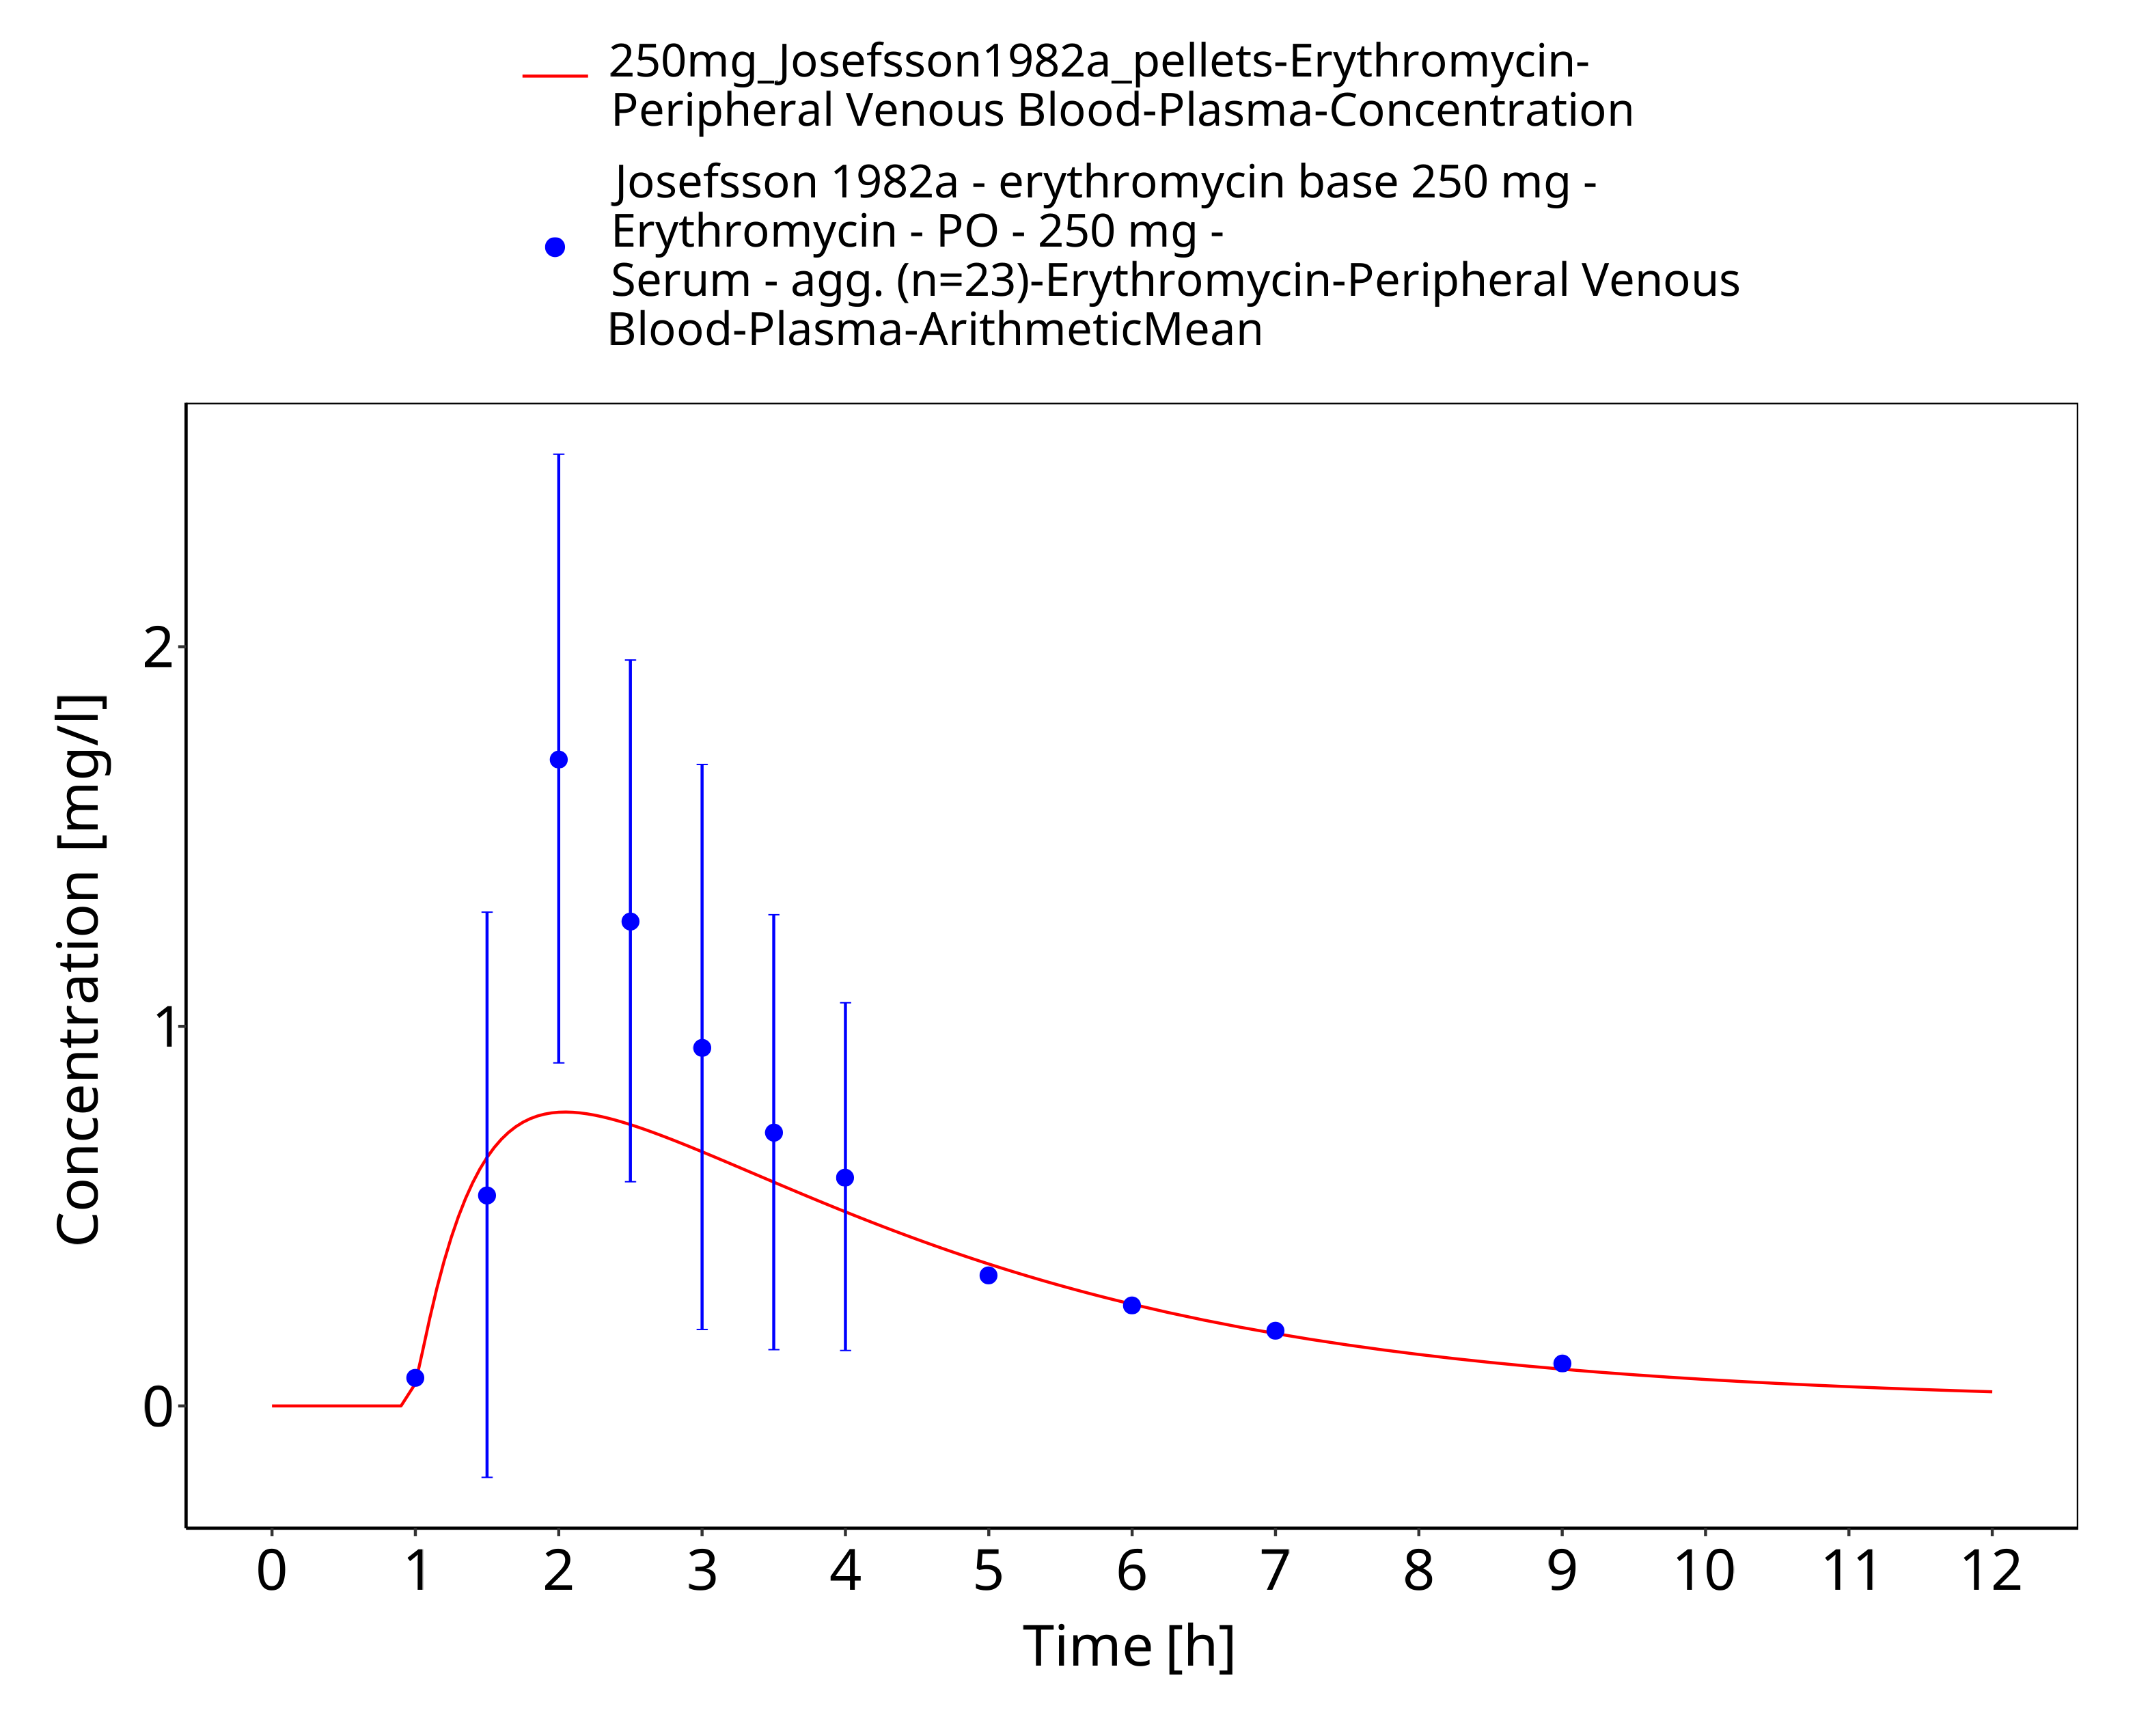 250mg_Josefsson1982a_pellets-Erythromycin-
Peripheral Venous Blood-Plasma-Concentration
Josefsson 1982a - erythromycin base 250 mg -
Erythromycin - PO - 250 mg -
Serum - agg. (n=23)-Erythromycin-Peripheral Venous
Blood-Plasma-ArithmeticMean
Concentration [mg/l]
2
1
0
0 1 2 3 4 5 6 7 8 9 10 11 12
Time [h]